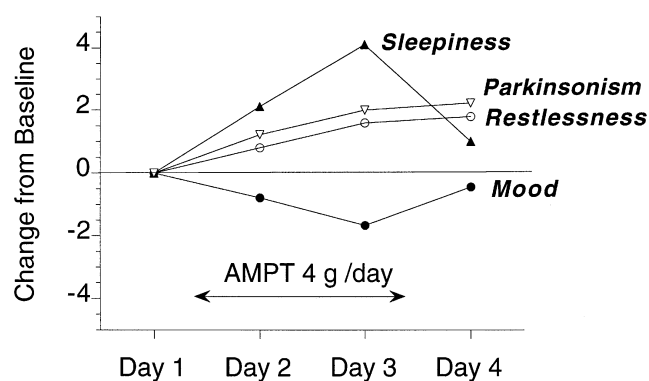 Change from Baseline
4
2
0
-2
-4
Sleepiness
Parkinsonism
Restlessness
Mood
AMPT 4 g /day
Day 1 Day 2 Day 3 Day 4